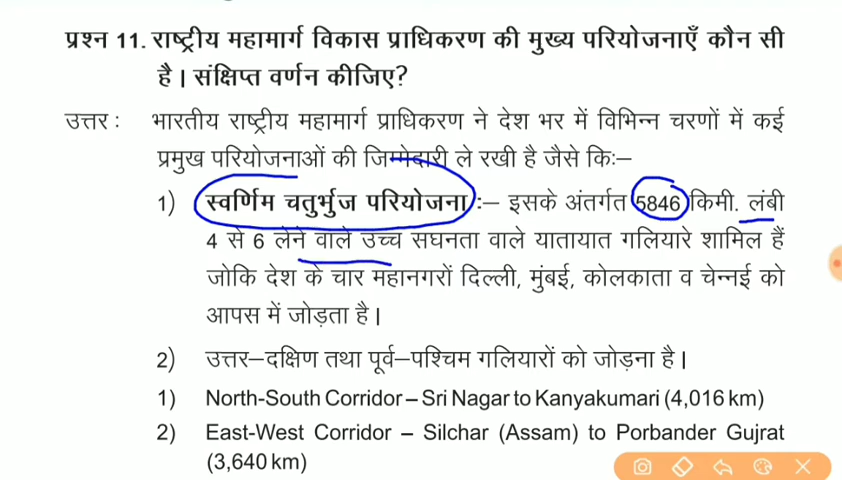 प्रश्न 11. राष्ट्रीय महामार्ग विकास प्राधिकरण की मुख्य परियोजनाएँ कौन सी
है। संक्षिप्त वर्णन कीजिए?
उत्तर : भारतीय राष्ट्रीय महामार्ग प्राधिकरण ने देश भर में विभिन्न चरणों में कई
प्रमुख परियोजनाओं की जिम्मेदारी ले रखी है जैसे किः–
1) स्वर्णिम चतुर्भुज परियोजना :– इसके अंतर्गत 5846 किमी. लंबी
4 से 6 लेने वाले उच्च सघनता वाले यातायात गलियारे शामिल हैं
जोकि देश के चार महानगरों दिल्ली, मुंबई, कोलकाता व चेन्नई को
आपस में जोड़ता है।
2) उत्तर–दक्षिण तथा पूर्व–पश्चिम गलियारों को जोड़ना है।
1) North-South Corridor – Sri Nagar to Kanyakumari (4,016 km)
2) East-West Corridor – Silchar (Assam) to Porbander Gujrat
(3,640 km)